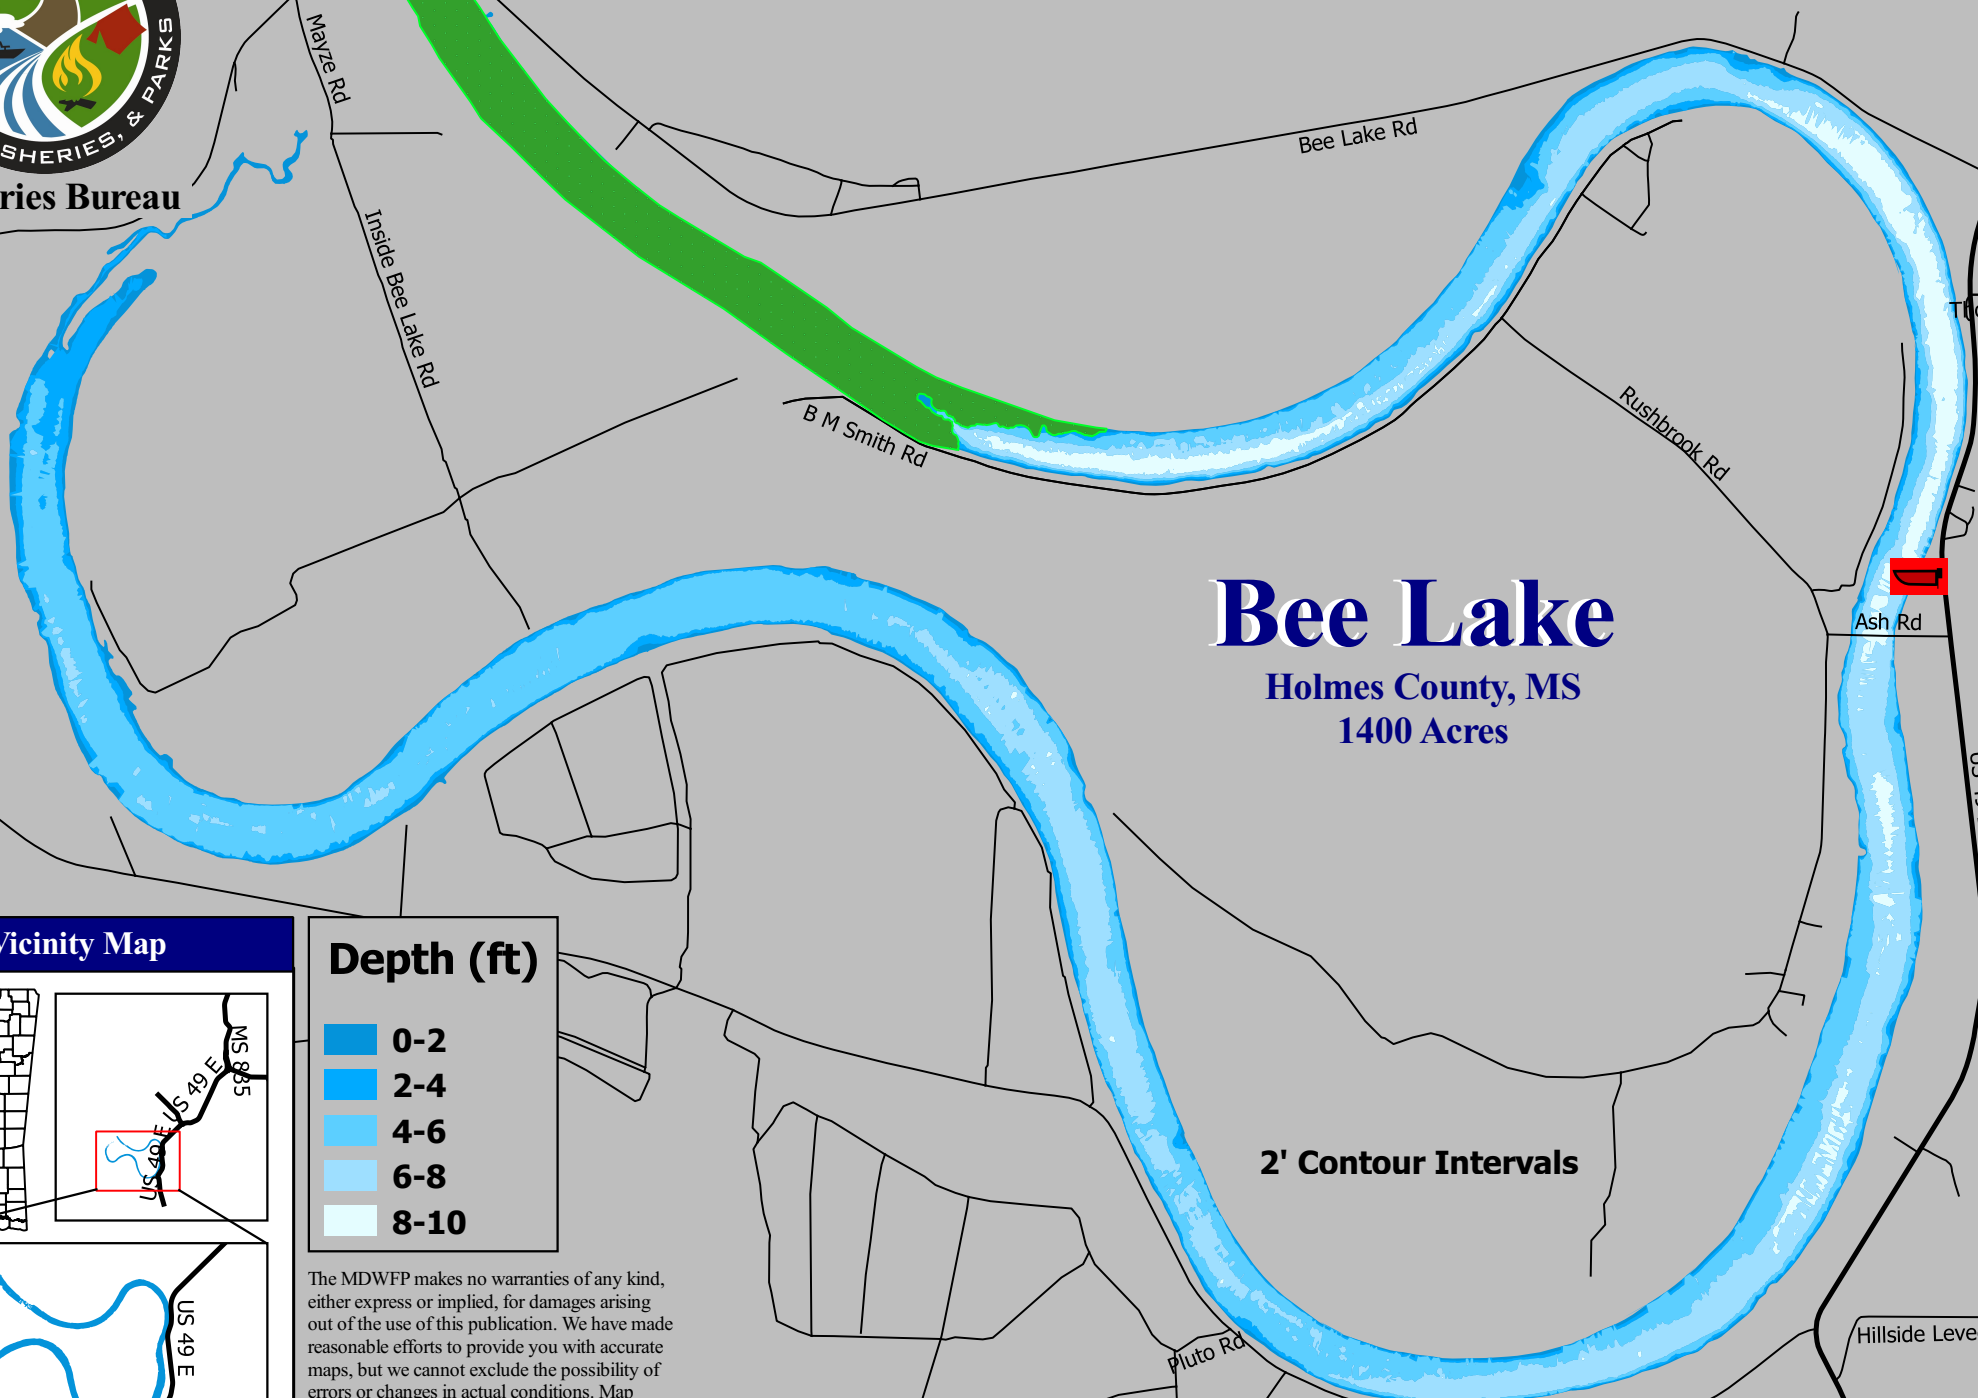 SHERIES, & PARKS
ries Bureau
Mayze Rd
Inside Bee Lake Rd
Bee Lake Rd
B M Smith Rd
Rushbrook Rd
Ash Rd
Bee Lake
Holmes County, MS
1400 Acres
Vicinity Map
MS 885
US 49 E
US 49 E
US 49 E
Depth (ft)
0-2
2-4
4-6
6-8
8-10
2' Contour Intervals
Pluto Rd
Hillside Leve
The MDWFP makes no warranties of any kind,
either express or implied, for damages arising
out of the use of this publication. We have made
reasonable efforts to provide you with accurate
maps, but we cannot exclude the possibility of
errors or changes in actual conditions. Map